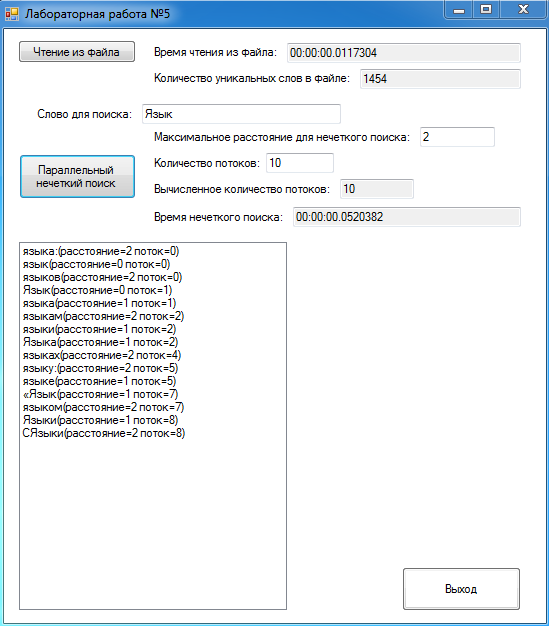 Лабораторная работа №5
Чтение из файла
Время чтения из файла: 00:00:00.0117304
Количество уникальных слов в файле: 1454
Слово для поиска: Язык
Максимальное расстояние для нечеткого поиска: 2
Параллельный
нечеткий поиск
Количество потоков: 10
Вычисленное количество потоков: 10
Время нечеткого поиска: 00:00:00.0520382
языка:(расстояние=2 поток=0)
язык(расстояние=0 поток=0)
языков(расстояние=2 поток=0)
Язык(расстояние=0 поток=1)
языка(расстояние=1 поток=1)
языкам(расстояние=2 поток=2)
языки(расстояние=1 поток=2)
Языка(расстояние=1 поток=2)
языках(расстояние=2 поток=4)
языку:(расстояние=2 поток=5)
языке(расстояние=1 поток=5)
«Язык(расстояние=1 поток=7)
языком(расстояние=2 поток=7)
Языки(расстояние=1 поток=8)
СЯзыки(расстояние=2 поток=8)
Выход